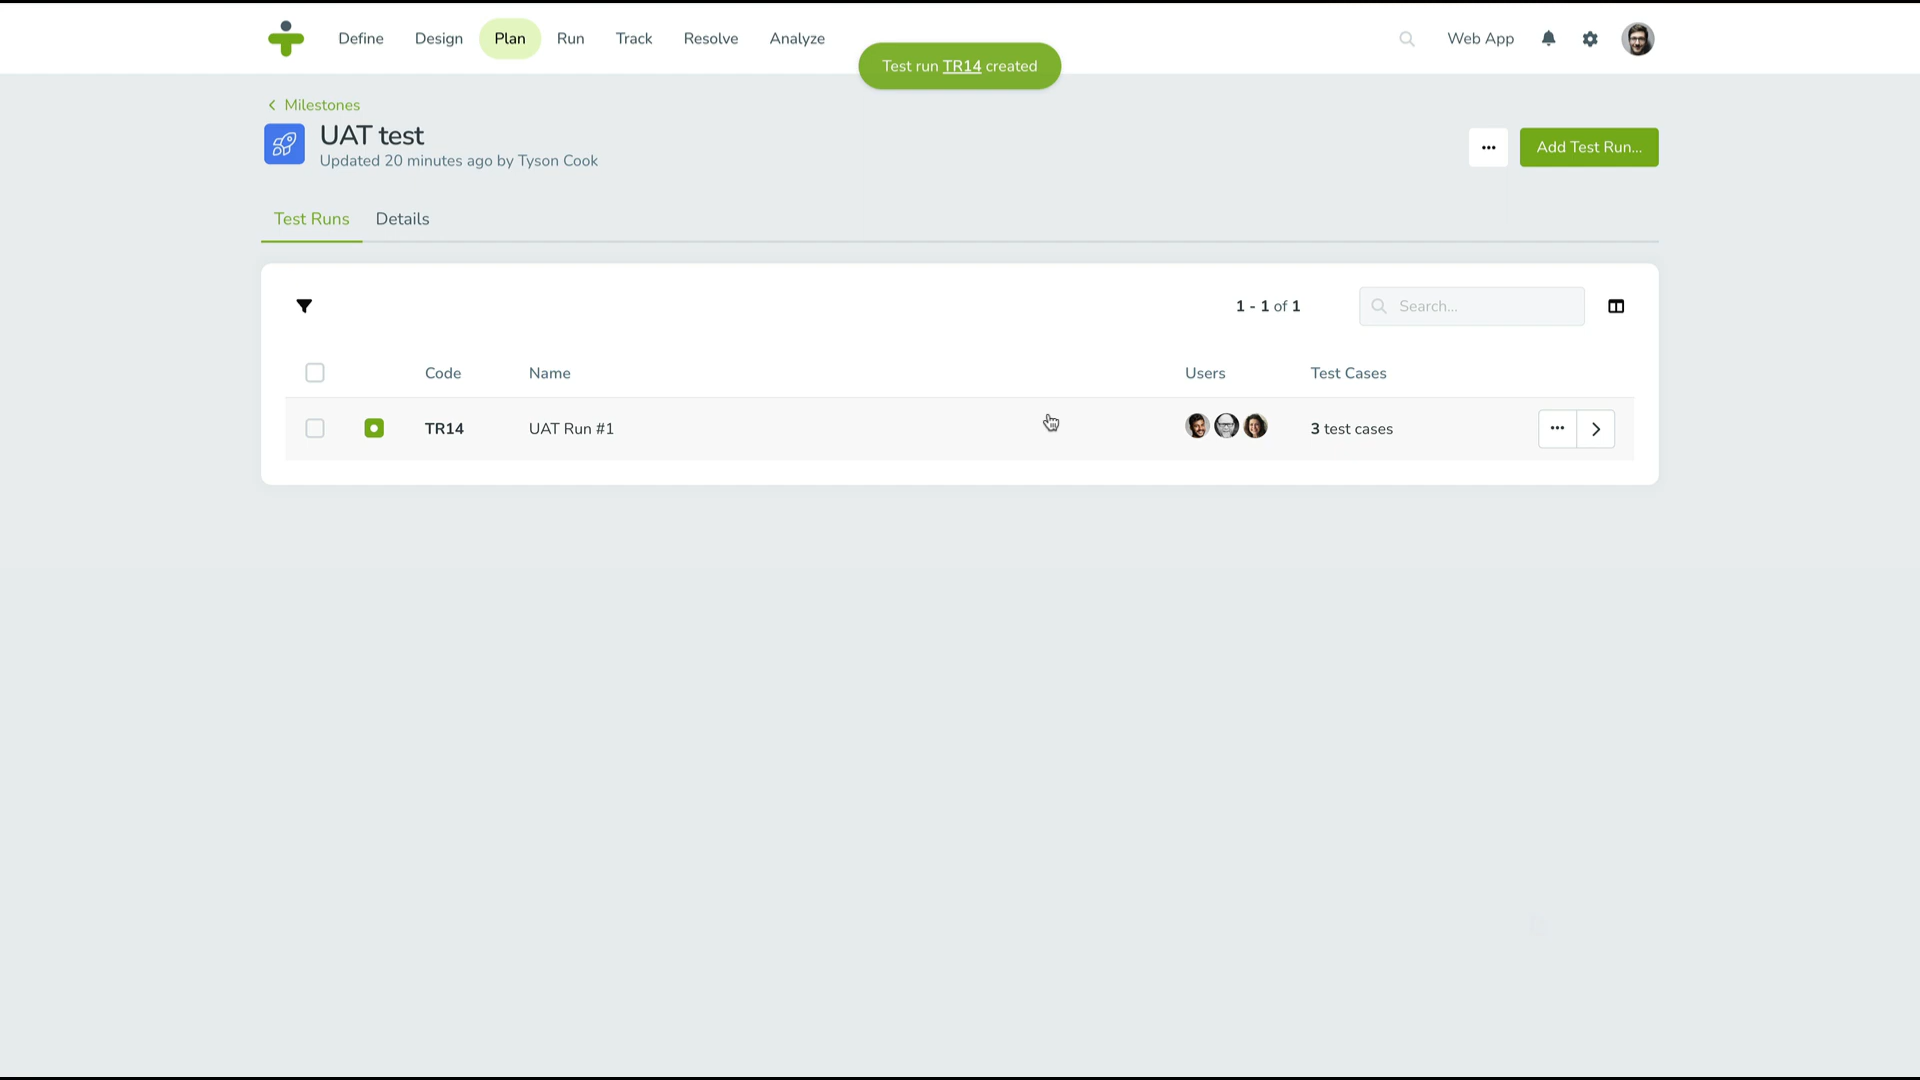 Define Design Plan Run Track Resolve Analyze Web App
Test run TR14 created
Milestones
UAT test
Updated 20 minutes ago by Tyson Cook
Add Test Run...
Test Runs Details
1 - 1 of 1 Search...
Code Name Users Test Cases
TR14 UAT Run #1 3 test cases